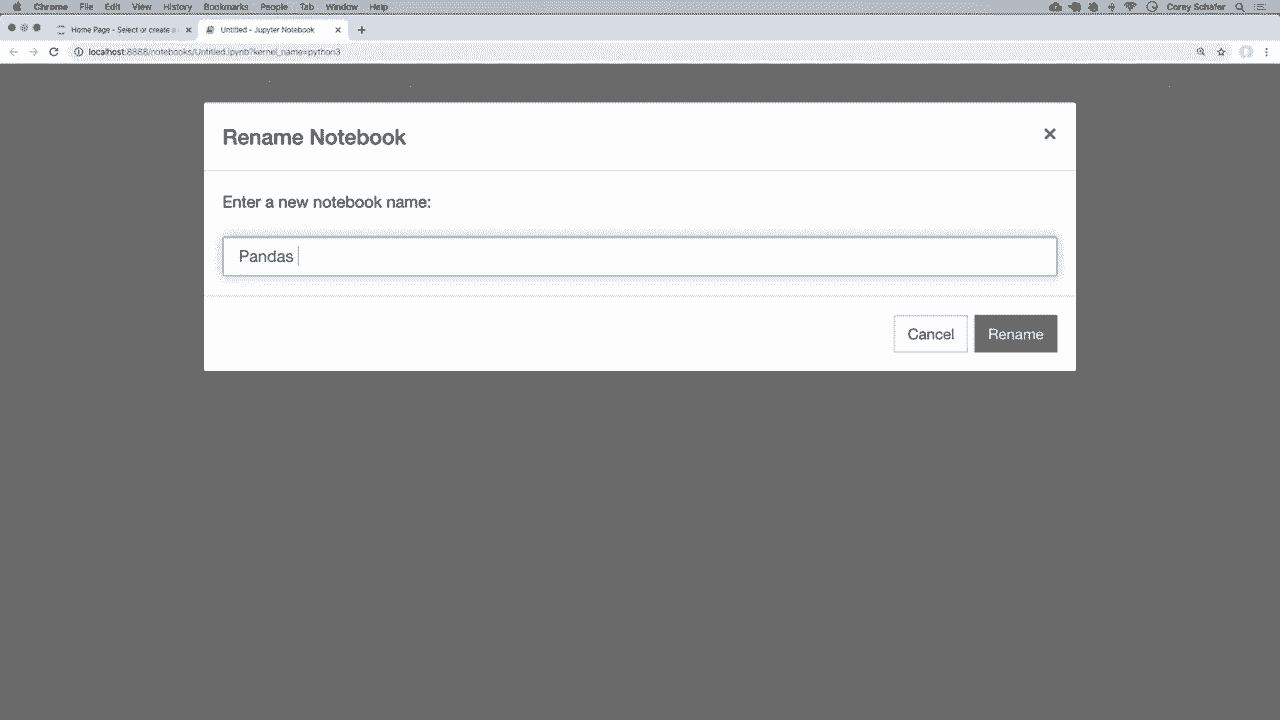 Chrome File Edit View History Bookmarks People Tab Window Help Corey Schafer
Home Page - Select or create a Untitled - Jupyter Notebook
localhost:8888/notebooks/Untitled.ipynb?kernel_name=python3
Rename Notebook
Enter a new notebook name:
Pandas
Cancel Rename